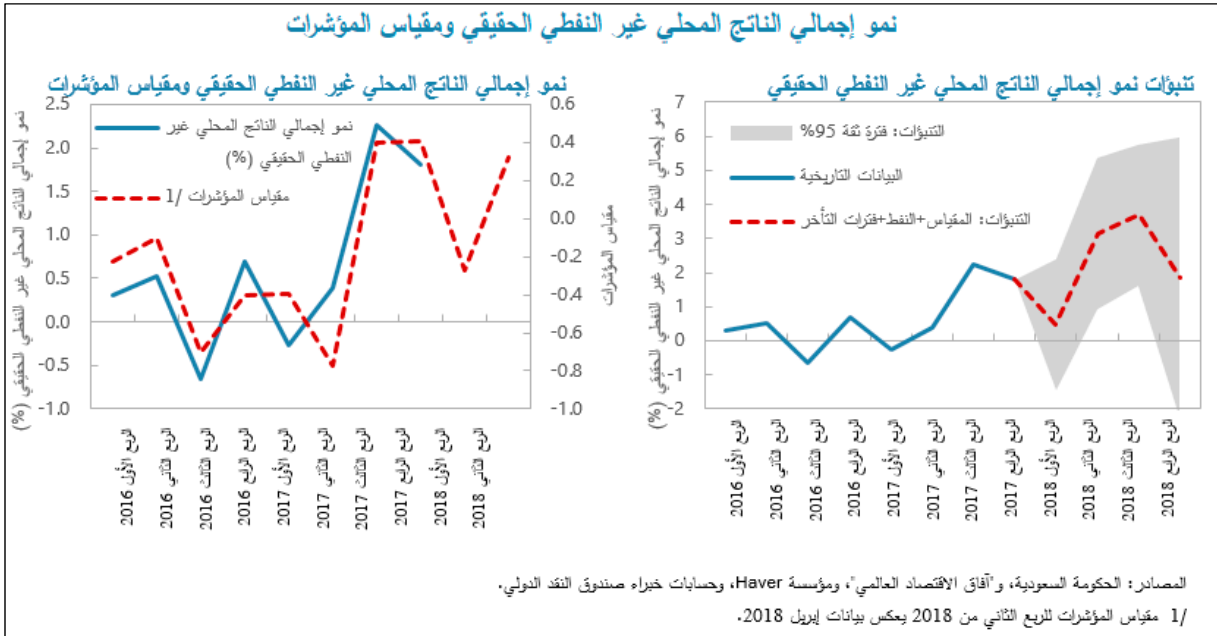 نمو إجمالي الناتج المحلي غير النفطي الحقيقي ومقياس المؤشرات
تنبؤات نمو إجمالي الناتج المحلي غير النفطي الحقيقي
نمو إجمالي الناتج المحلي غير النفطي الحقيقي (%)
7
6
5
4
3
2
1
0
-1
-2
التنبؤات: فترة ثقة 95%
البيانات التاريخية
التنبؤات: المقياس+النفط+فترات التأخر
الربع الأول 2016
الربع الثاني 2016
الربع الثالث 2016
الربع الرابع 2016
الربع الأول 2017
الربع الثاني 2017
الربع الثالث 2017
الربع الرابع 2017
الربع الأول 2018
الربع الثاني 2018
الربع الثالث 2018
الربع الرابع 2018
نمو إجمالي الناتج المحلي غير النفطي الحقيقي ومقياس المؤشرات
نمو إجمالي الناتج المحلي غير النفطي الحقيقي (%)
2.5
2.0
1.5
1.0
0.5
0.0
-0.5
-1.0
نمو إجمالي الناتج المحلي غير
النفطي الحقيقي (%)
مقياس المؤشرات /1
0.6
0.4
0.2
0.0
-0.2
-0.4
-0.6
-0.8
-1.0
مقياس المؤشرات
الربع الأول 2016
الربع الثاني 2016
الربع الثالث 2016
الربع الرابع 2016
الربع الأول 2017
الربع الثاني 2017
الربع الثالث 2017
الربع الرابع 2017
الربع الأول 2018
الربع الثاني 2018
المصادر: الحكومة السعودية، و"آفاق الاقتصاد العالمي"، ومؤسسة Haver، وحسابات خبراء صندوق النقد الدولي.
1/ مقياس المؤشرات للربع الثاني من 2018 يعكس بيانات إبريل 2018.